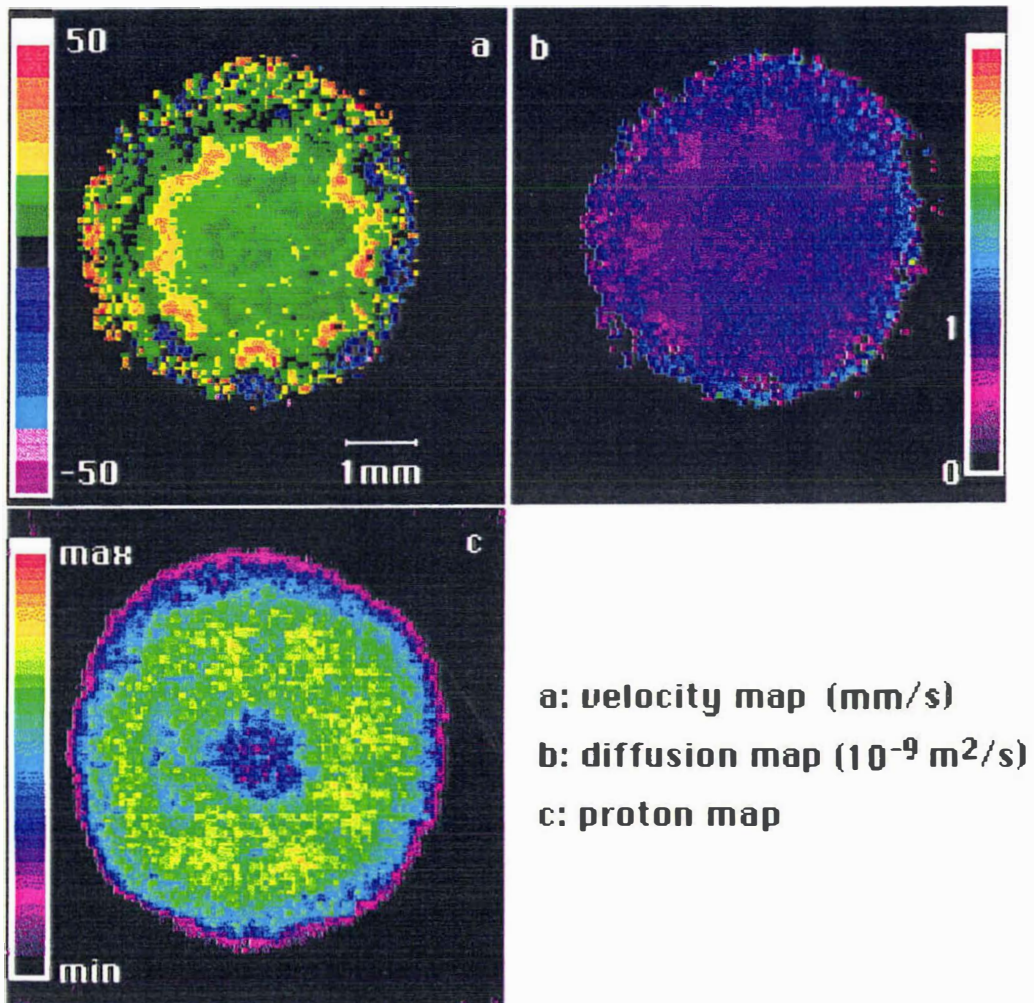 50
a
b
-50
1mm
1
0
max
c
min
a: velocity map (mm/s)
b: diffusion map (10⁻⁹ m²/s)
c: proton map